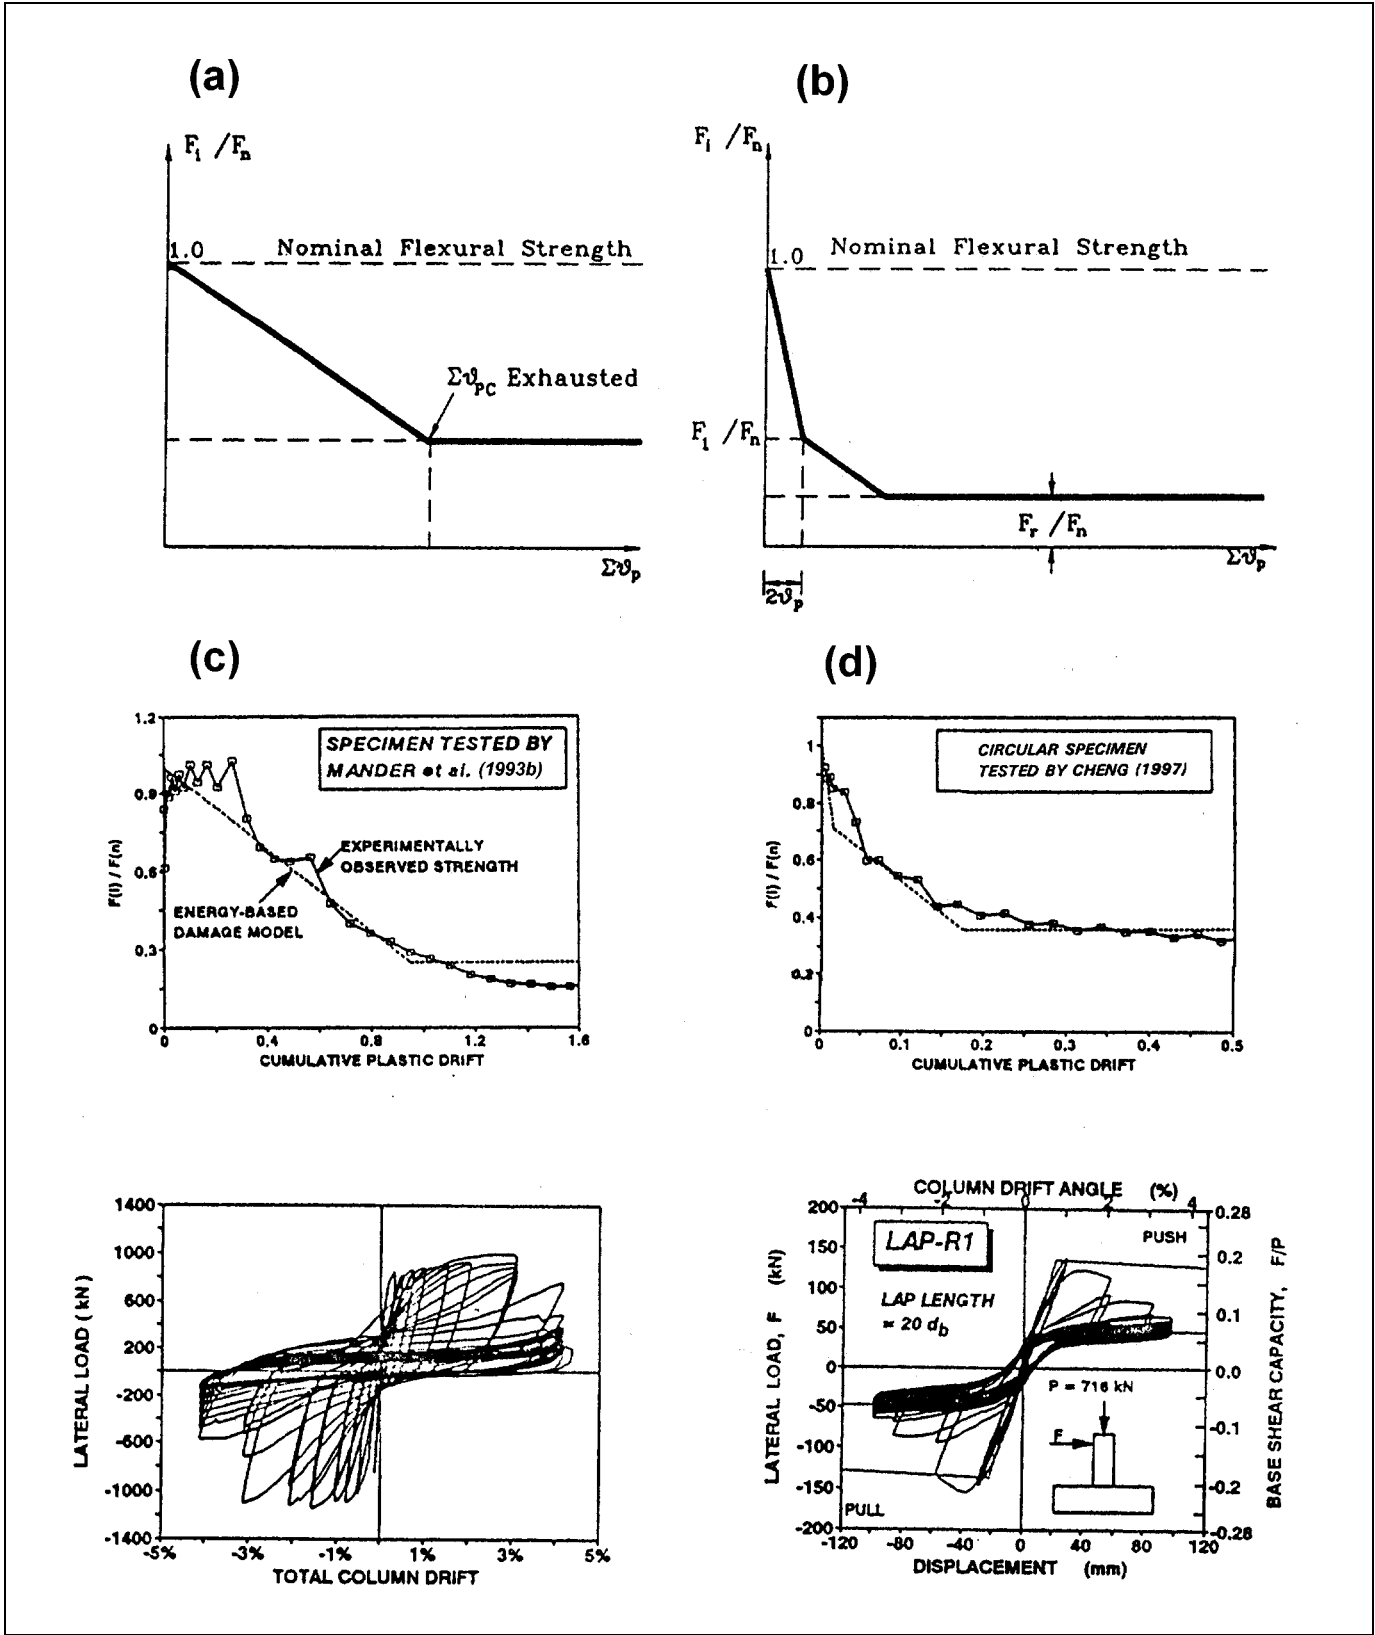 (a)
F_i /F_n
1.0
Nominal Flexural Strength
Σϑ_PC Exhausted
Σϑ_p
(b)
F_i /F_n
1.0
Nominal Flexural Strength
F_1 /F_n
F_r /F_n
Σϑ_p
2ϑ_p
(c)
1.2
0.9
0.6
0.3
0
F(i) / F(n)
SPECIMEN TESTED BY
MANDER et al. (1993b)
EXPERIMENTALLY
OBSERVED STRENGTH
ENERGY-BASED
DAMAGE MODEL
0 0.4 0.8 1.2 1.6
CUMULATIVE PLASTIC DRIFT
(d)
1
0.8
0.6
0.4
0.2
0
F(i) / F(n)
CIRCULAR SPECIMEN
TESTED BY CHENG (1997)
0 0.1 0.2 0.3 0.4 0.5
CUMULATIVE PLASTIC DRIFT
1400
1000
600
200
-200
-600
-1000
-1400
LATERAL LOAD ( kN )
-5% -3% -1% 1% 3% 5%
TOTAL COLUMN DRIFT
COLUMN DRIFT ANGLE (%)
-4 -2 0 2 4
200
150
100
50
0
-50
-100
-150
-200
LATERAL LOAD, F (kN)
LAP-R1
LAP LENGTH
= 20 d_b
PUSH
P = 716 kN
F
PULL
0.28
0.2
0.1
0.0
-0.1
-0.2
-0.28
BASE SHEAR CAPACITY, F/P
-120 -80 -40 0 40 80 120
DISPLACEMENT (mm)